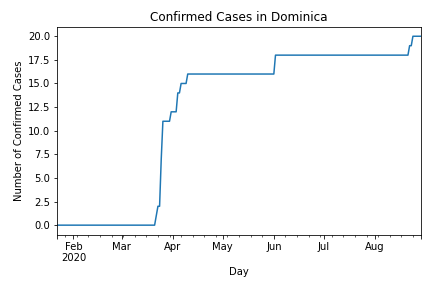 Confirmed Cases in Dominica
Number of Confirmed Cases
20.0
17.5
15.0
12.5
10.0
7.5
5.0
2.5
0.0
Feb Mar Apr May Jun Jul Aug
2020
Day